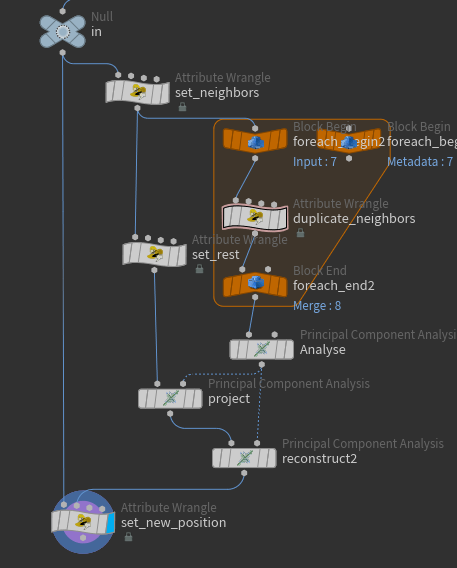 Null
in
Attribute Wrangle
set_neighbors
Block Begin
foreach_begin2
Input : 7
Block Begin
foreach_beg
Metadata : 7
Attribute Wrangle
duplicate_neighbors
Attribute Wrangle
set_rest
Block End
foreach_end2
Merge : 8
Principal Component Analysi
Analyse
Principal Component Analysis
project
Principal Component Analysis
reconstruct2
Attribute Wrangle
set_new_position